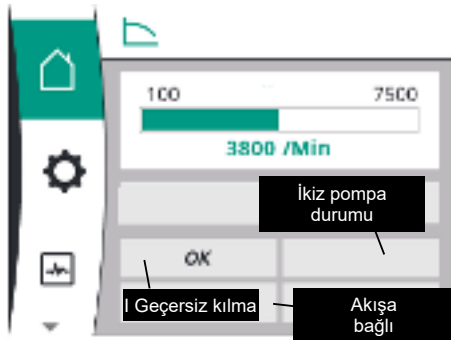 100 7500
3800 /Min
İkiz pompa
durumu
OK
I Geçersiz kılma
Akışa
bağlı